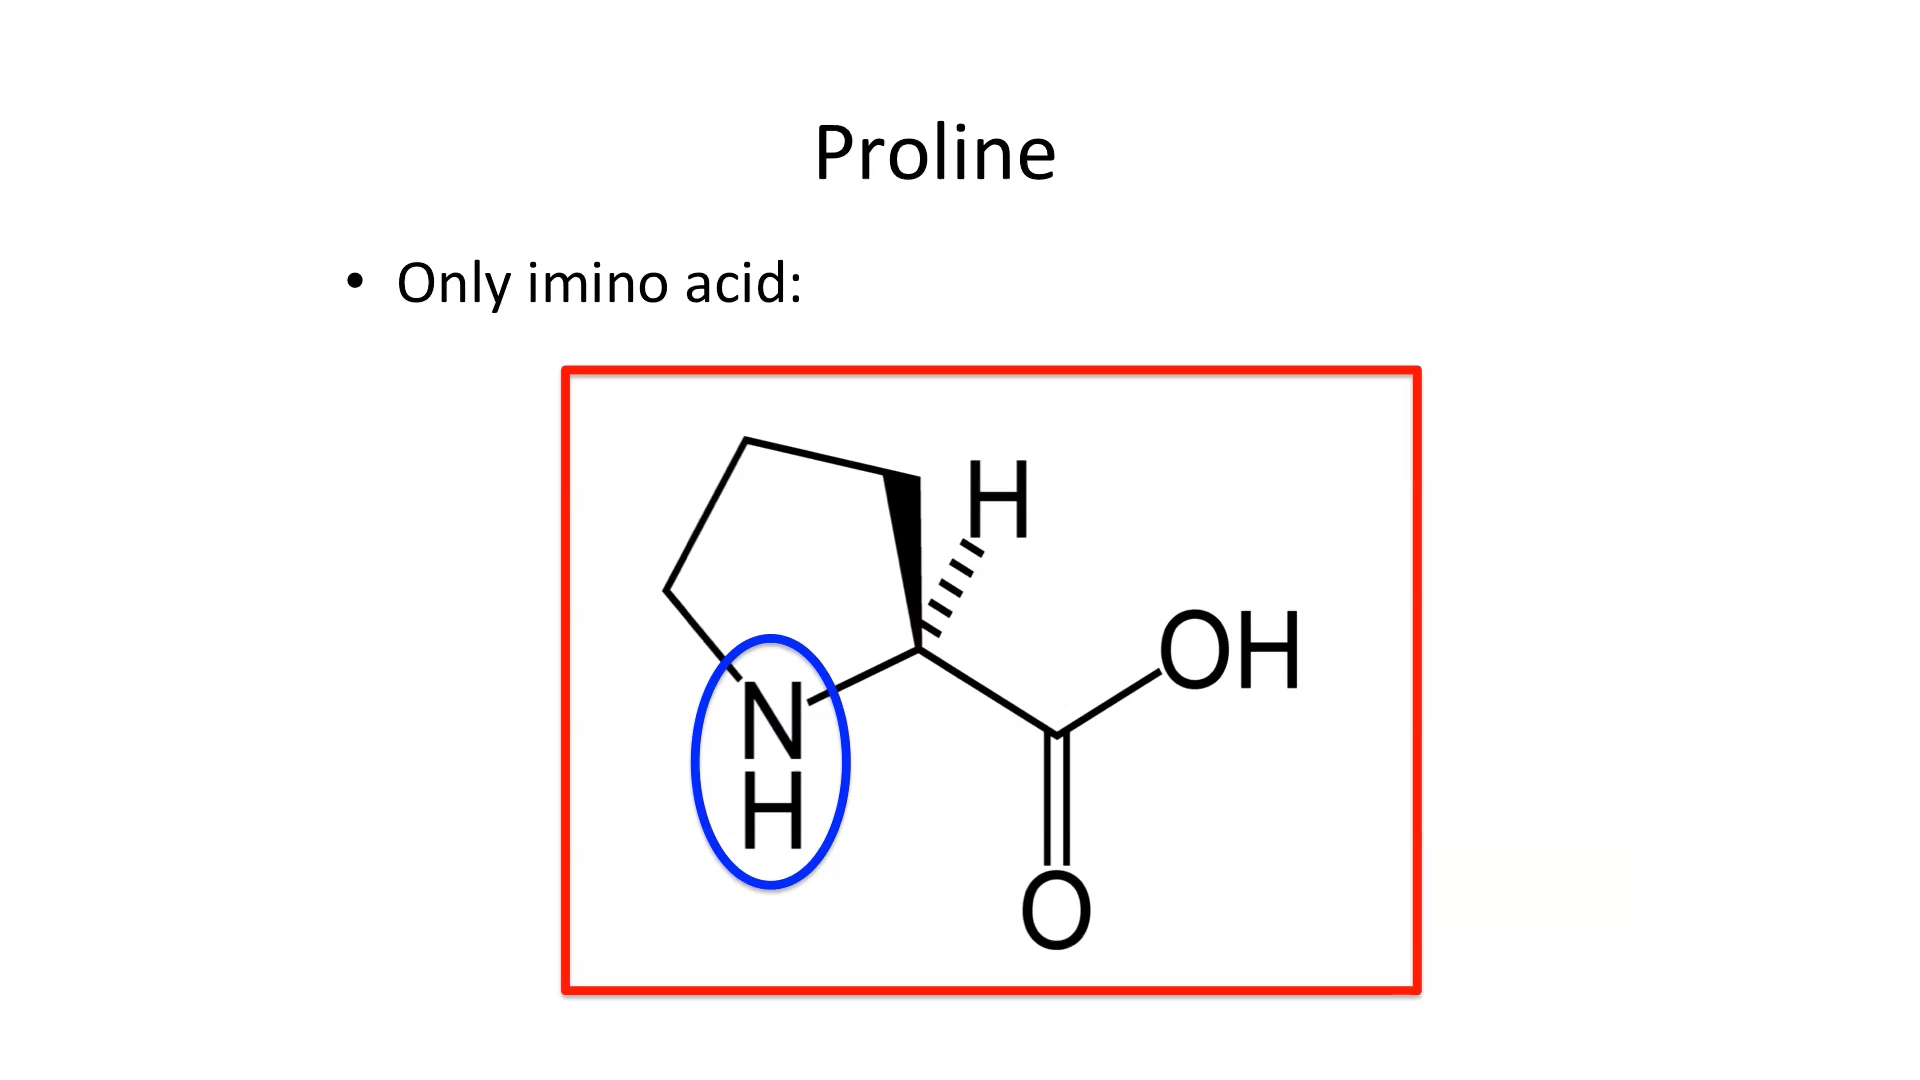 Proline
• Only imino acid:
H
OH
N
H
O